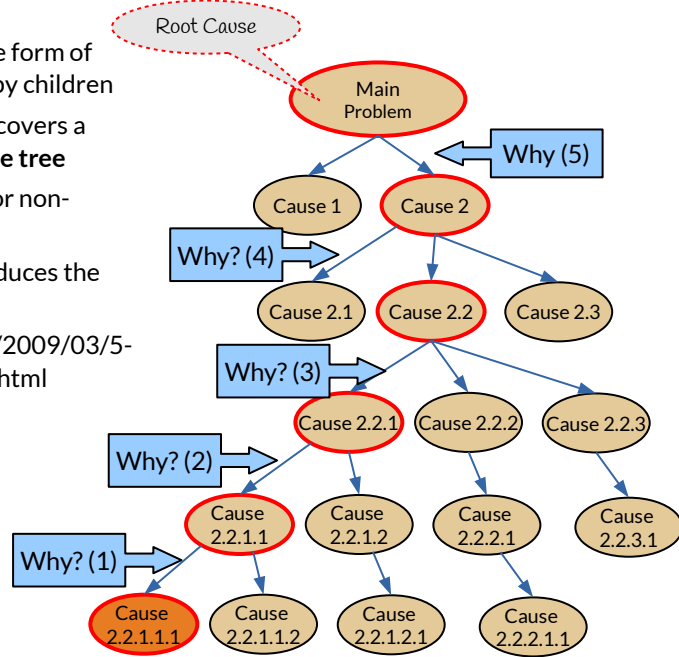 Root Cause
e form of
by children
covers a
e tree
or non-
duces the
/2009/03/5-
html
Main
Problem
Why (5)
Cause 1
Cause 2
Why? (4)
Cause 2.1
Cause 2.2
Cause 2.3
Why? (3)
Cause 2.2.1
Cause 2.2.2
Cause 2.2.3
Why? (2)
Cause
2.2.1.1
Cause
2.2.1.2
Cause
2.2.2.1
Cause
2.2.3.1
Why? (1)
Cause
2.2.1.1.1
Cause
2.2.1.1.2
Cause
2.2.1.2.1
Cause
2.2.2.1.1